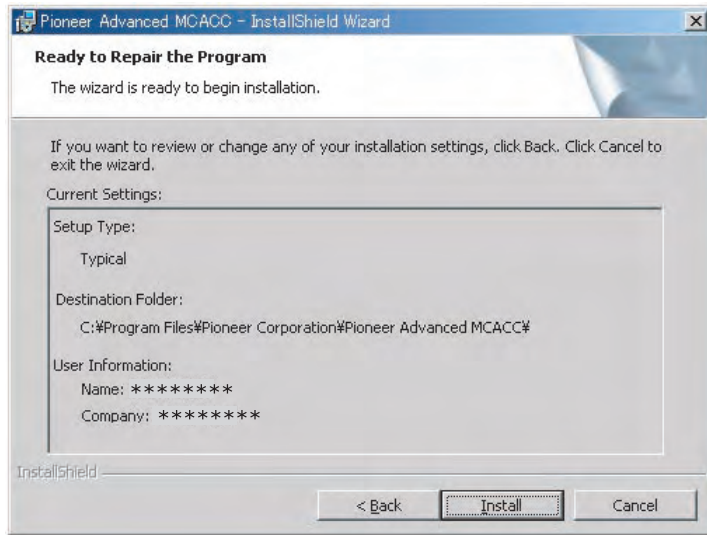 Pioneer Advanced MCACC - InstallShield Wizard
Ready to Repair the Program
The wizard is ready to begin installation.
If you want to review or change any of your installation settings, click Back. Click Cancel to
exit the wizard.
Current Settings:
Setup Type:
Typical
Destination Folder:
C:¥Program Files¥Pioneer Corporation¥Pioneer Advanced MCACC¥
User Information:
Name: ********
Company: ********
InstallShield
< Back
Install
Cancel